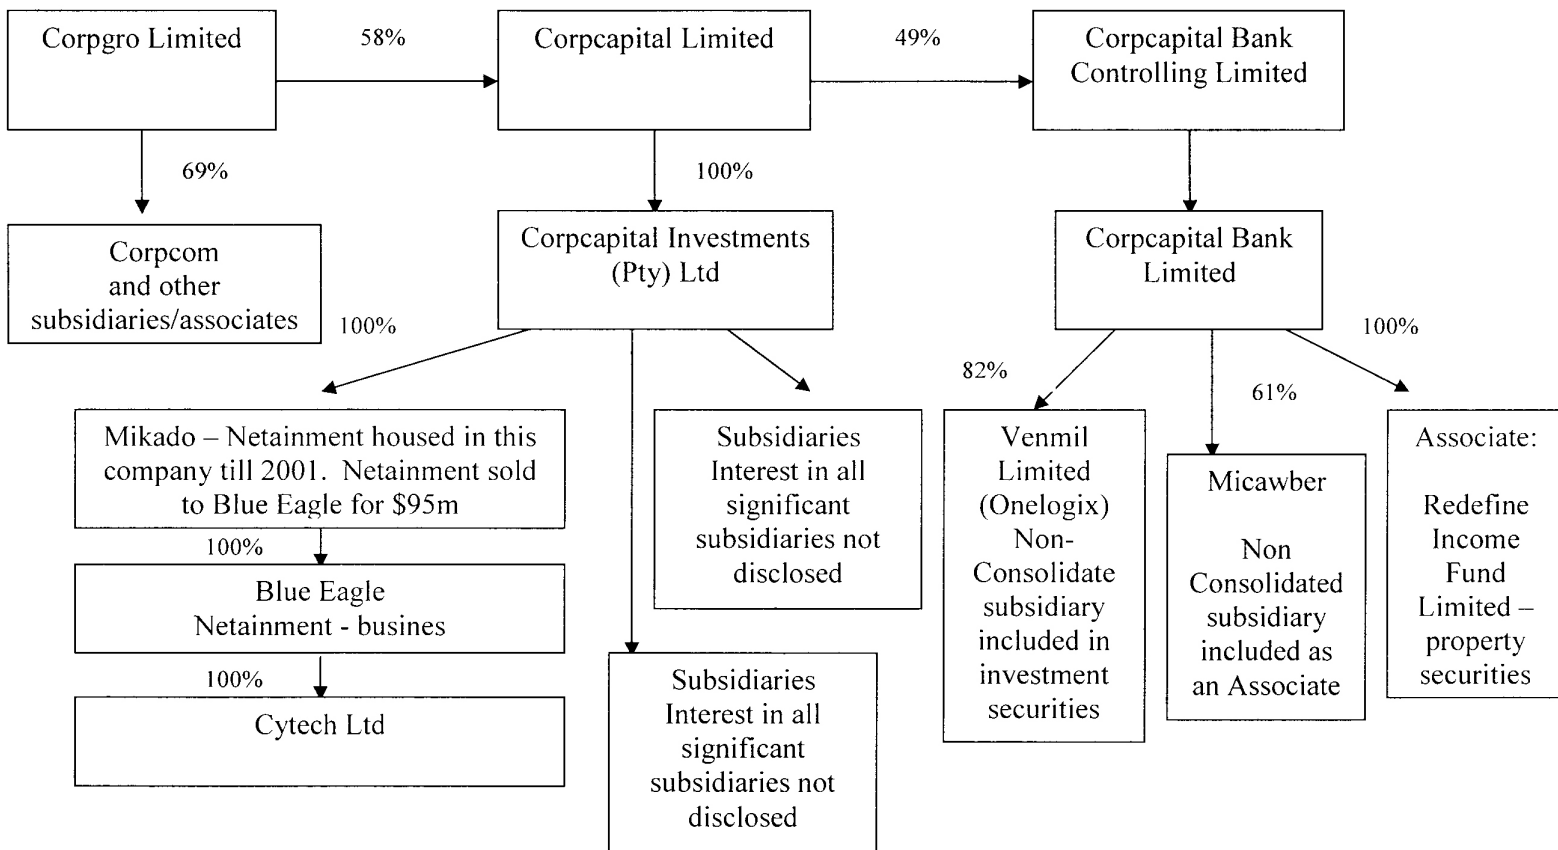 Corpgro Limited
58%
Corpcapital Limited
49%
Corpcapital Bank
Controlling Limited
69%
100%
Corpcom
and other
subsidiaries/associates
Corpcapital Investments
(Pty) Ltd
Corpcapital Bank
Limited
100%
82%
61%
100%
Mikado – Netainment housed in this
company till 2001. Netainment sold
to Blue Eagle for $95m
100%
Blue Eagle
Netainment - busines
100%
Cytech Ltd
Subsidiaries
Interest in all
significant
subsidiaries not
disclosed
Subsidiaries
Interest in all
significant
subsidiaries not
disclosed
Venmil
Limited
(Onelogix)
Non-
Consolidate
subsidiary
included in
investment
securities
Micawber
Non
Consolidated
subsidiary
included as
an Associate
Associate:
Redefine
Income
Fund
Limited –
property
securities